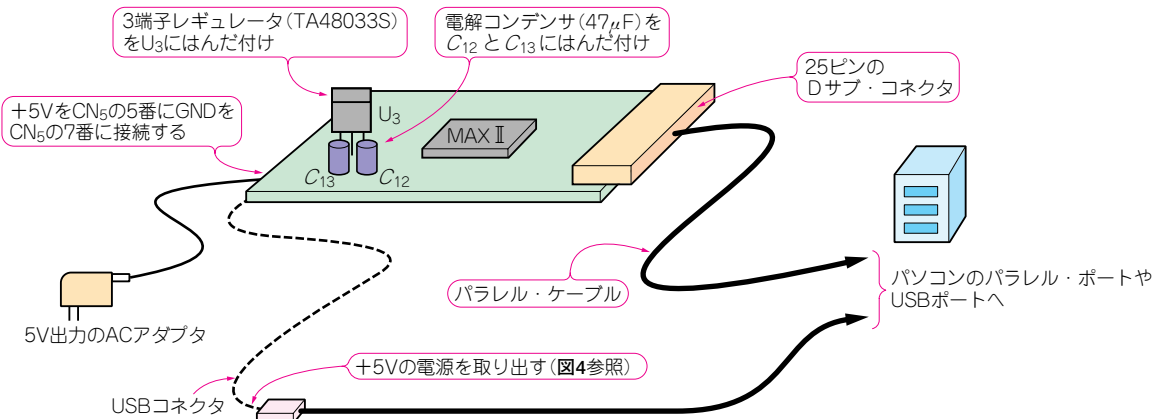 3端子レギュレータ(TA48033S)
をU₃にはんだ付け
電解コンデンサ(47μF)を
C₁₂とC₁₃にはんだ付け
25ピンの
Dサブ・コネクタ
+5VをCN₅の5番にGNDを
CN₅の7番に接続する
U₃
MAX Ⅱ
C₁₃
C₁₂
パラレル・ケーブル
パソコンのパラレル・ポートや
USBポートへ
5V出力のACアダプタ
+5Vの電源を取り出す(図4参照)
USBコネクタ